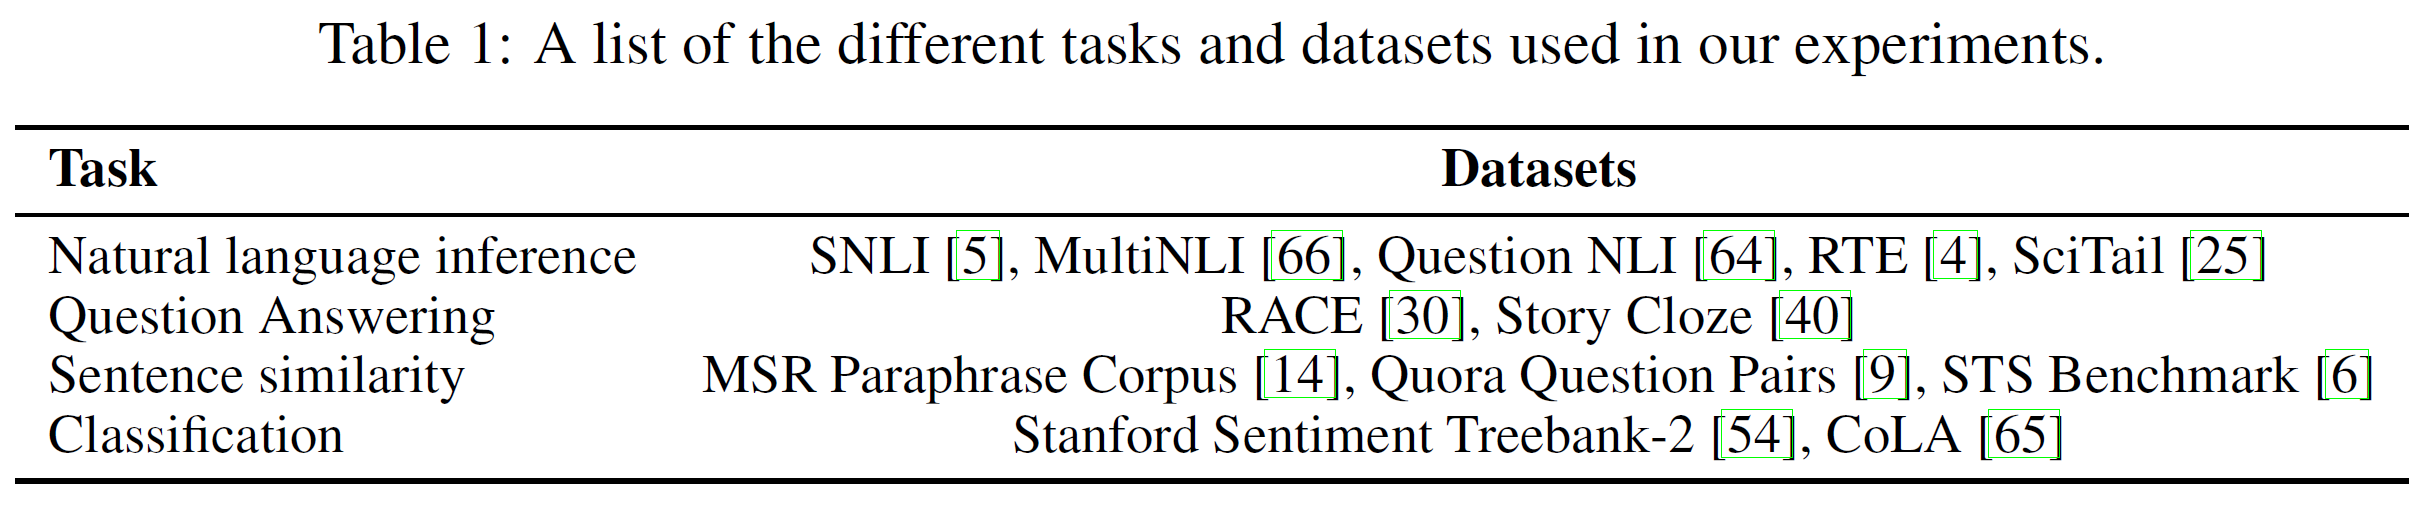 Table 1: A list of the different tasks and datasets used in our experiments.
Task Datasets
Natural language inference SNLI [5], MultiNLI [66], Question NLI [64], RTE [4], SciTail [25]
Question Answering RACE [30], Story Cloze [40]
Sentence similarity MSR Paraphrase Corpus [14], Quora Question Pairs [9], STS Benchmark [6]
Classification Stanford Sentiment Treebank-2 [54], CoLA [65]